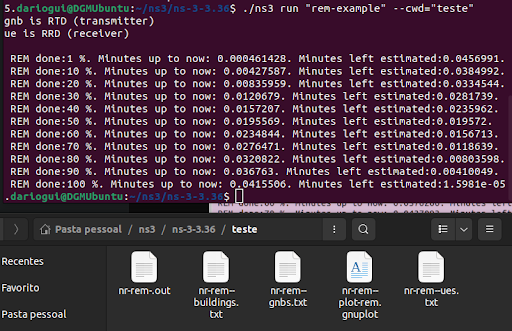 5.dariogui@DGMUbuntu:~/ns3/ns-3-3.36$ ./ns3 run "rem-example" --cwd="teste"
gnb is RTD (transmitter)
ue is RRD (receiver)
REM done:1 %. Minutes up to now: 0.000461428. Minutes left estimated:0.0456991.
REM done:10 %. Minutes up to now: 0.00427587. Minutes left estimated:0.0384992.
REM done:20 %. Minutes up to now: 0.00835959. Minutes left estimated:0.0334544.
REM done:30 %. Minutes up to now: 0.0120679. Minutes left estimated:0.0281739.
REM done:40 %. Minutes up to now: 0.0157207. Minutes left estimated:0.0235962.
REM done:50 %. Minutes up to now: 0.0195569. Minutes left estimated:0.019572.
REM done:60 %. Minutes up to now: 0.0234844. Minutes left estimated:0.0156713.
REM done:70 %. Minutes up to now: 0.0276471. Minutes left estimated:0.0118639.
REM done:80 %. Minutes up to now: 0.0320822. Minutes left estimated:0.00803598.
REM done:90 %. Minutes up to now: 0.036763. Minutes left estimated:0.00410049.
REM done:100 %. Minutes up to now: 0.0415506. Minutes left estimated:1.5981e-05
.dariogui@DGMUbuntu:~/ns3/ns-3-3.36$
Pasta pessoal / ns3 / ns-3-3.36 / teste
Recentes
Favorito
Pasta pessoal
nr-rem-.out
nr-rem--
buildings.
txt
nr-rem--
gnbs.txt
nr-rem--
plot-rem.
gnuplot
nr-rem--ues.
txt